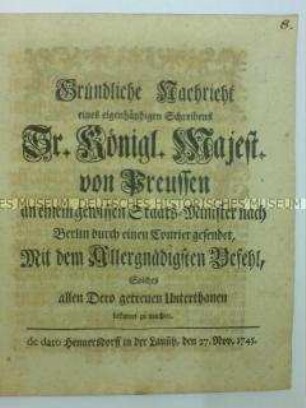 8.
Gründliche Nachricht
eines eigenhändigen Schreibens
Sr. Königl. Majest.
von Preussen
an einem gewissen Staats-Minister nach
Berlin durch einen Courier gesendet,
Mit dem Allergnädigsten Befehl,
Solches
allen Dero getreuen Unterthanen
bekannt zu machen.
de dato Hennersdorff in der Laußitz, den 27. Nov. 1745.